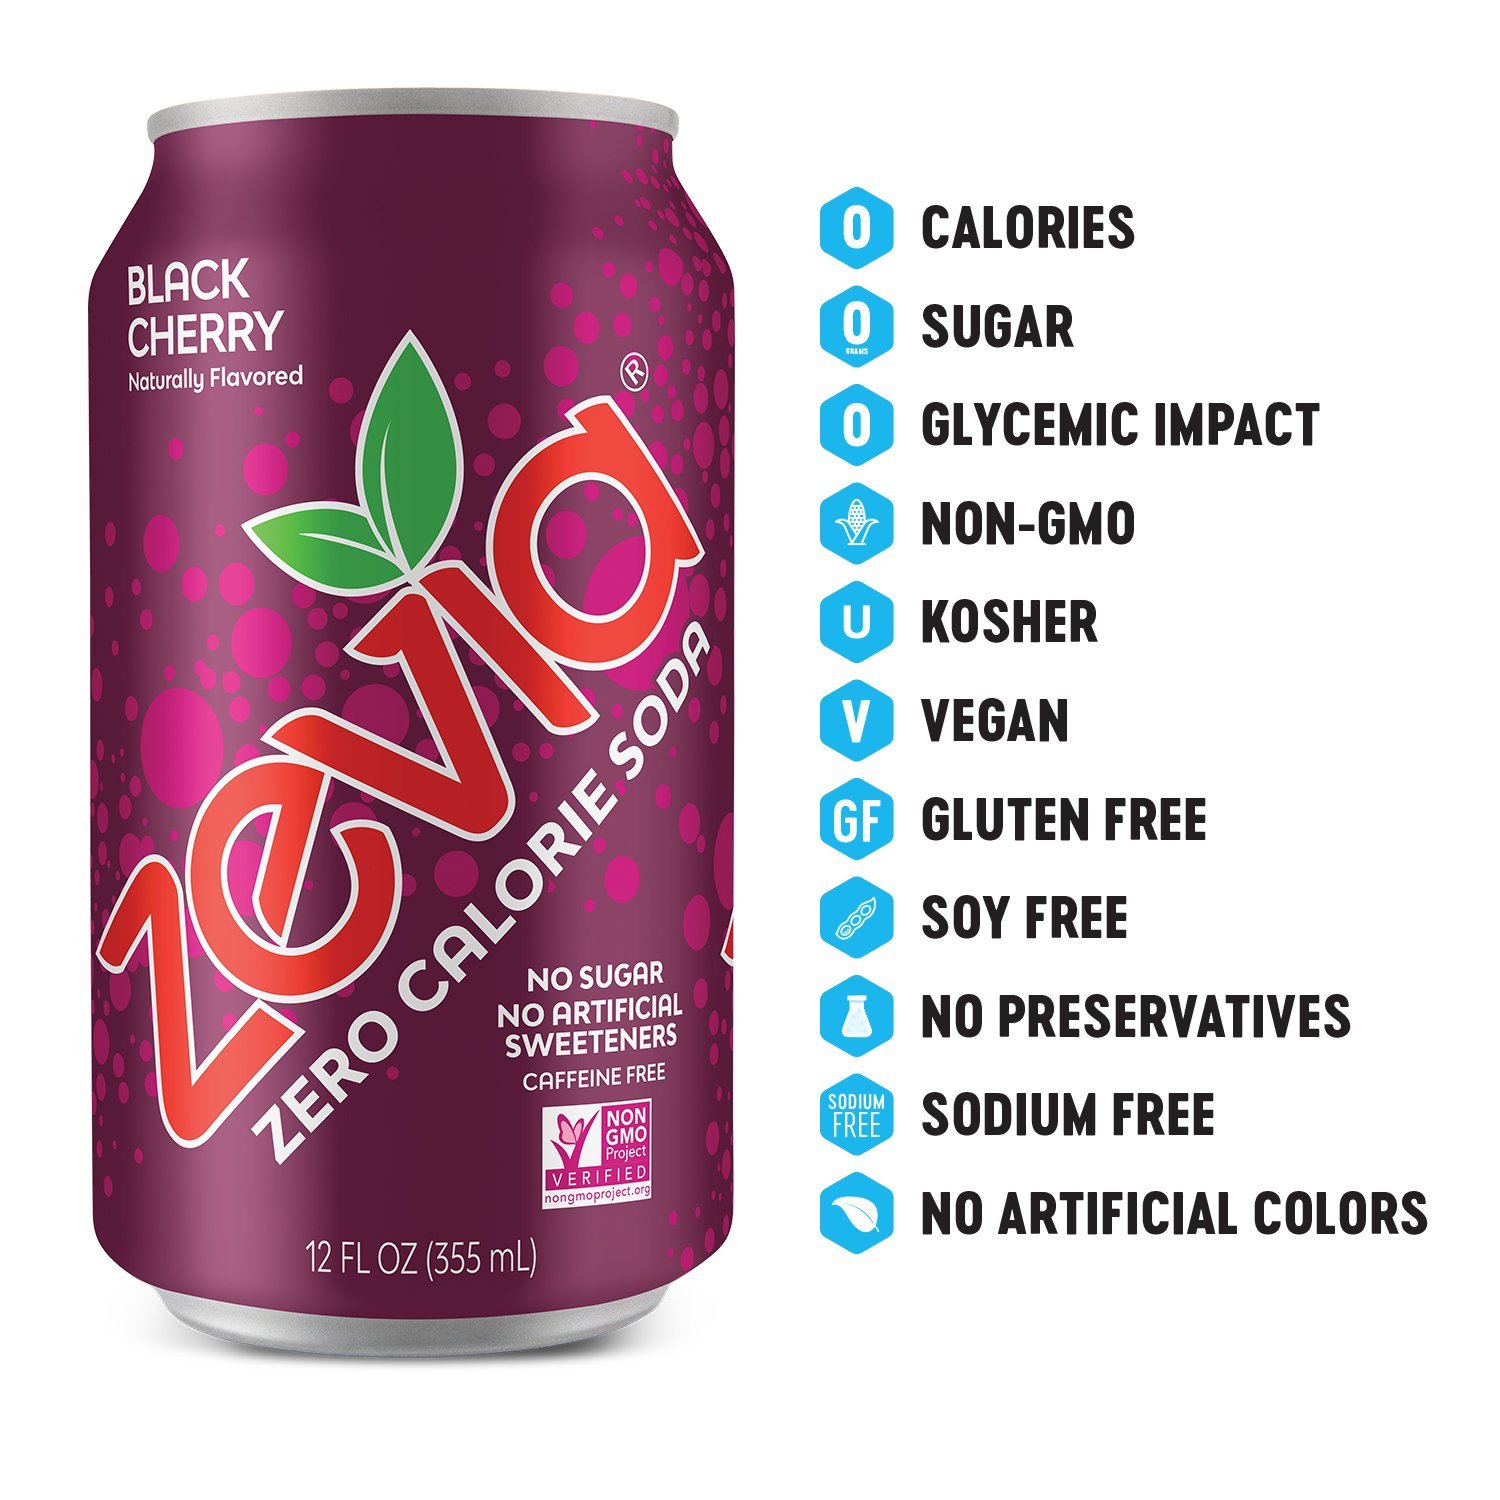 BLACK
CHERRY
Naturally Flavored
zevia®
ZERO CALORIE SODA
NO SUGAR
NO ARTIFICIAL
SWEETENERS
CAFFEINE FREE
NON
GMO
Project
VERIFIED
nongmoproject.org
12 FL OZ (355 mL)
0 CALORIES
0 GRAMS SUGAR
0 GLYCEMIC IMPACT
NON-GMO
U KOSHER
V VEGAN
GF GLUTEN FREE
SOY FREE
NO PRESERVATIVES
SODIUM FREE SODIUM FREE
NO ARTIFICIAL COLORS